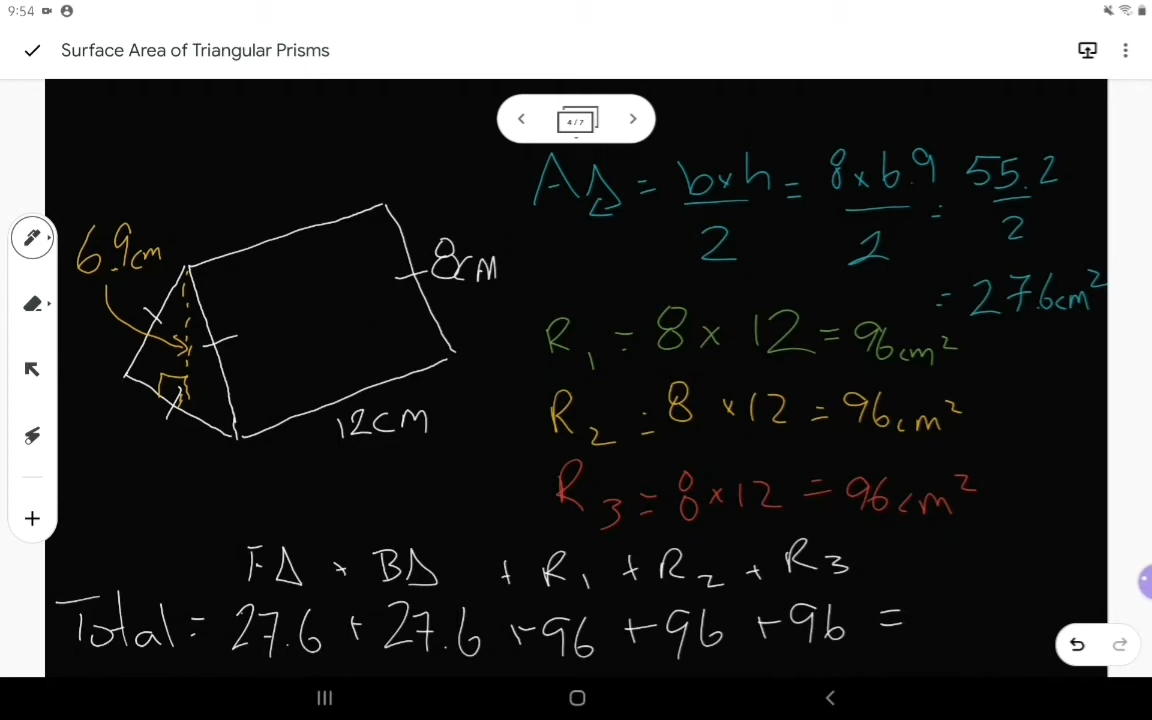 9:54
Surface Area of Triangular Prisms
4/7
A△ = b×h/2 = 8×6.9/2 = 55.2/2
= 27.6cm²
6.9cm
8cm
12cm
R₁ = 8 × 12 = 96cm²
R₂ = 8 ×12 = 96cm²
R₃ = 8×12 = 96cm²
F△ + B△ + R₁ + R₂ + R₃
Total = 27.6 + 27.6 + 96 + 96 + 96 =